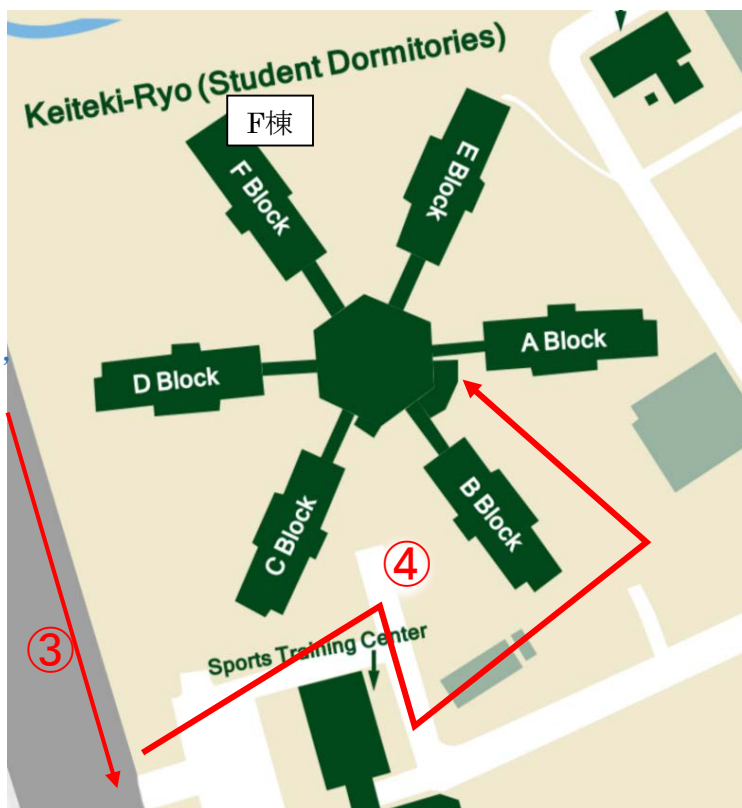 Keiteki-Ryo (Student Dormitories)
F棟
F Block
E Block
A Block
D Block
B Block
C Block
④
③
Sports Training Center